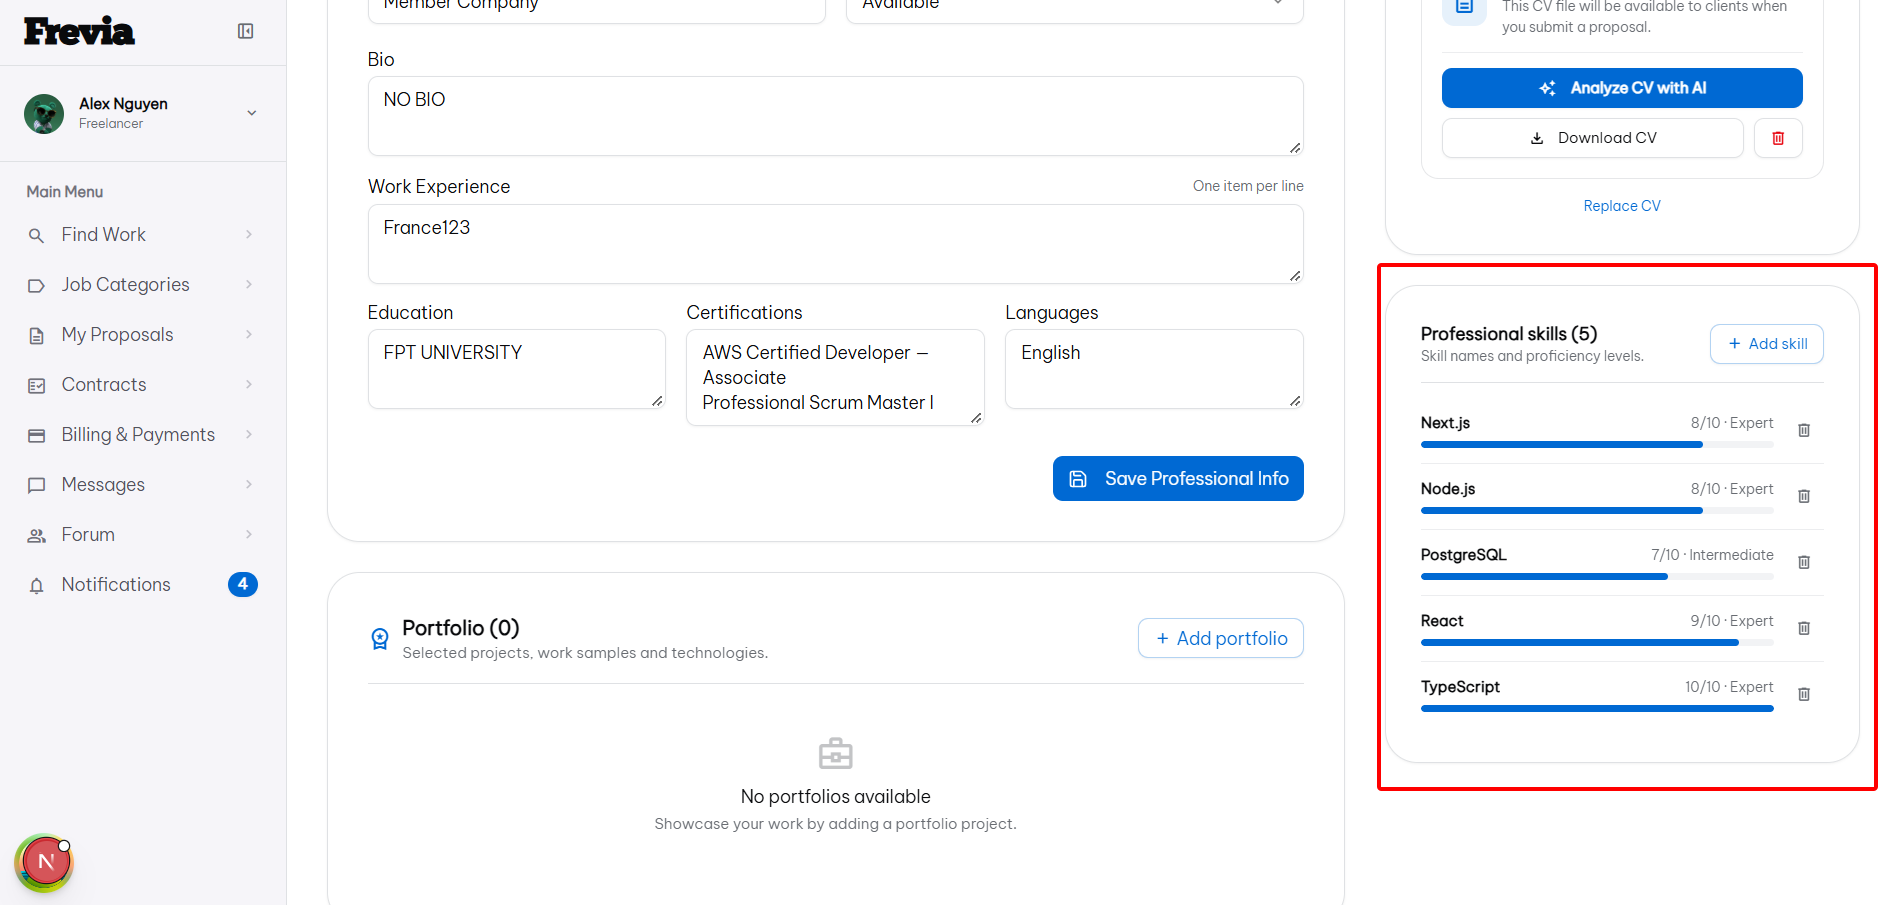 Frevia
Alex Nguyen
Freelancer
Main Menu
Find Work
Job Categories
My Proposals
Contracts
Billing & Payments
Messages
Forum
Notifications
4
N
Member Company
Available
Bio
NO BIO
Work Experience
One item per line
France123
Education
Certifications
Languages
FPT UNIVERSITY
AWS Certified Developer —
Associate
Professional Scrum Master I
English
Save Professional Info
Portfolio (0)
Selected projects, work samples and technologies.
+ Add portfolio
No portfolios available
Showcase your work by adding a portfolio project.
This CV file will be available to clients when
you submit a proposal.
Analyze CV with AI
Download CV
Replace CV
Professional skills (5)
Skill names and proficiency levels.
+ Add skill
Next.js
8/10 · Expert
Node.js
8/10 · Expert
PostgreSQL
7/10 · Intermediate
React
9/10 · Expert
TypeScript
10/10 · Expert